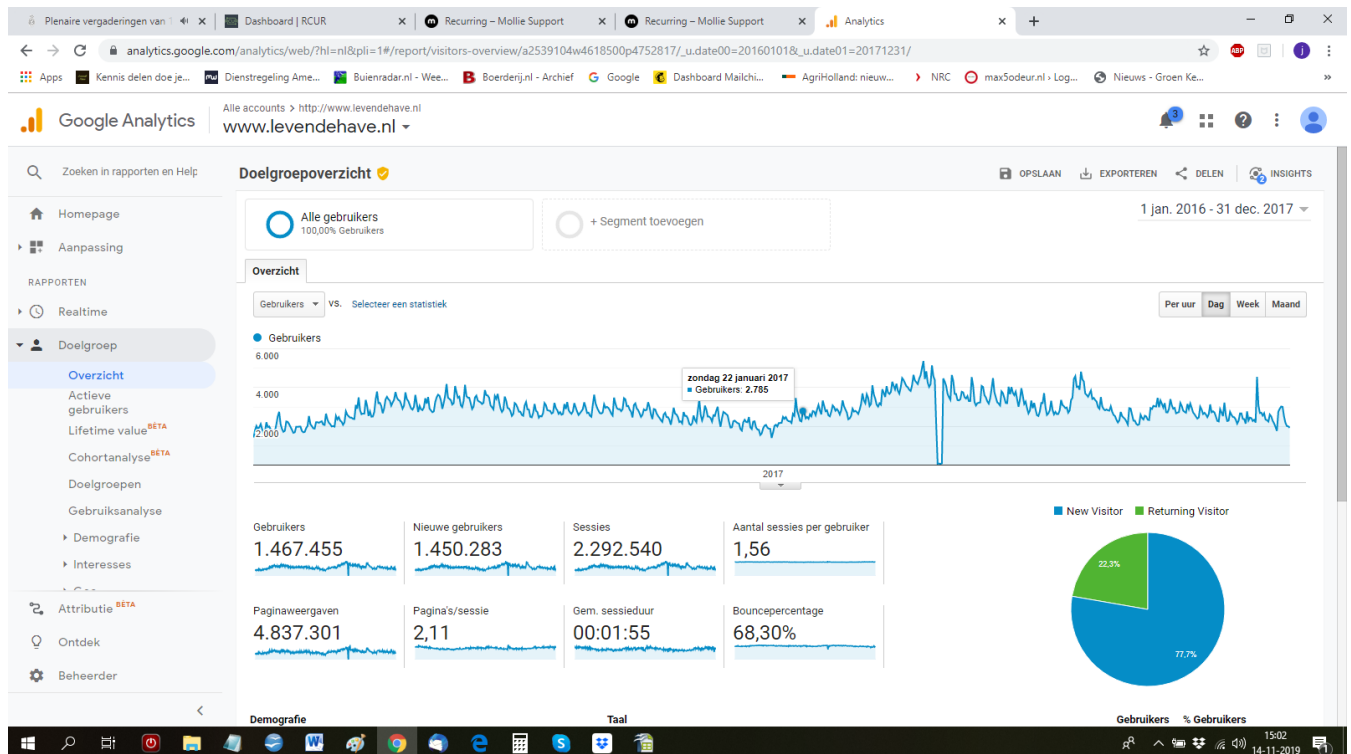 Plenaire vergaderingen van
Dashboard | RCUR
Recurring – Mollie Support
Recurring – Mollie Support
Analytics
analytics.google.com/analytics/web/?hl=nl&pli=1#/report/visitors-overview/a2539104w4618500p4752817/_u.date00=20160101&_u.date01=20171231/
ABP
j
Apps
Kennis delen doe je...
Dienstregeling Ame...
Buienradar.nl - Wee...
Boerderij.nl - Archief
Google
Dashboard Mailchi...
AgriHolland: nieuw...
NRC
max5odeur.nl › Log...
Nieuws - Groen Ke...
»
Google Analytics
Alle accounts > http://www.levendehave.nl
www.levendehave.nl
3
Zoeken in rapporten en Help
Doelgroepoverzicht
OPSLAAN
EXPORTEREN
DELEN
2
INSIGHTS
Homepage
Aanpassing
RAPPORTEN
Realtime
Doelgroep
Overzicht
Actieve
gebruikers
Lifetime value BÈTA
Cohortanalyse BÈTA
Doelgroepen
Gebruiksanalyse
Demografie
Interesses
Attributie BÈTA
Ontdek
Beheerder
Alle gebruikers
100,00% Gebruikers
+ Segment toevoegen
1 jan. 2016 - 31 dec. 2017
Overzicht
Gebruikers
VS.
Selecteer een statistiek
Per uur
Dag
Week
Maand
Gebruikers
6.000
4.000
2.000
zondag 22 januari 2017
Gebruikers: 2.785
2017
Gebruikers
1.467.455
Nieuwe gebruikers
1.450.283
Sessies
2.292.540
Aantal sessies per gebruiker
1,56
Paginaweergaven
4.837.301
Pagina's/sessie
2,11
Gem. sessieduur
00:01:55
Bouncepercentage
68,30%
New Visitor
Returning Visitor
22,3%
77,7%
Demografie
Taal
Gebruikers
% Gebruikers
15:02
14-11-2019